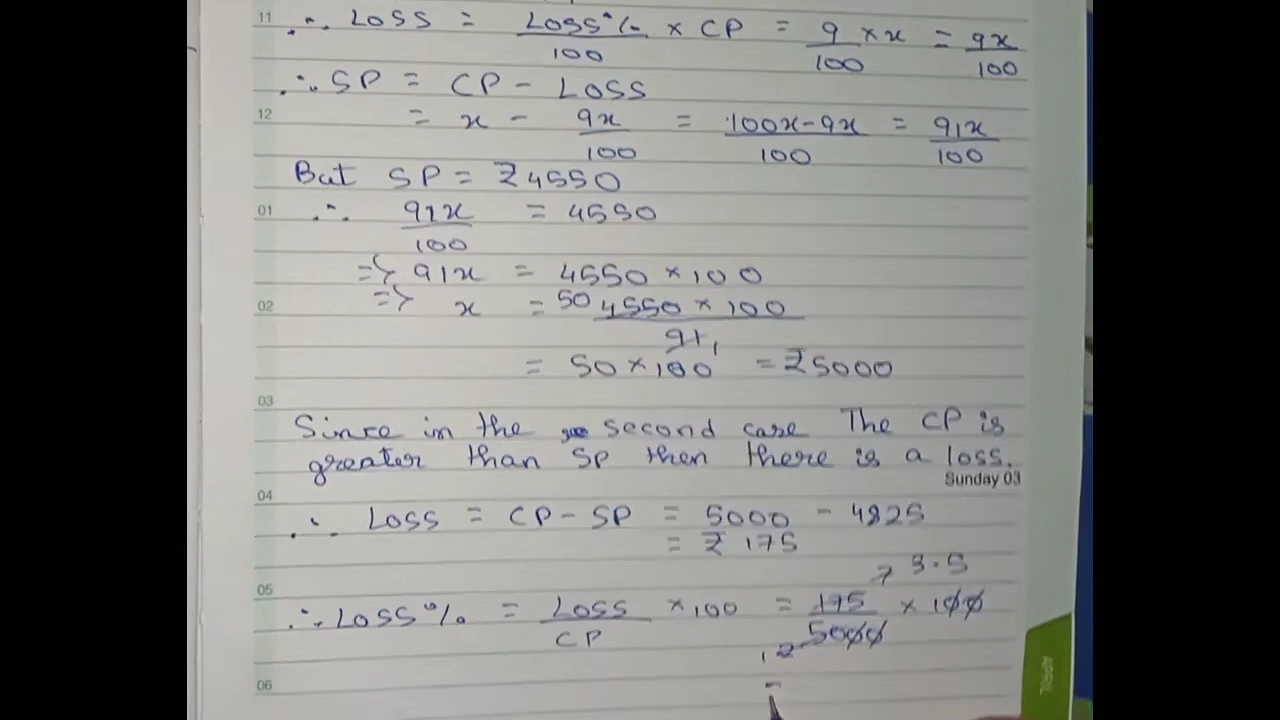 11 ∴ Loss = Loss% / 100 × CP = 9 / 100 × x = 9x / 100
∴ SP = CP - Loss
12 = x - 9x / 100 = 100x - 9x / 100 = 91x / 100
But SP = ₹4550
01 ∴ 91x / 100 = 4550
=> 91x = 4550 × 100
02 => x = 50 4550 × 100 / 91 1
= 50 × 100 = ₹5000
03
Since in the second case The CP is
greater than SP then there is a loss.
Sunday 03
04
∴ Loss = CP - SP = 5000 - 4825
= ₹ 175
7 3.5
05
∴ Loss% = Loss / CP × 100 = 175 / 5000 × 100
1 2
06
APRIL